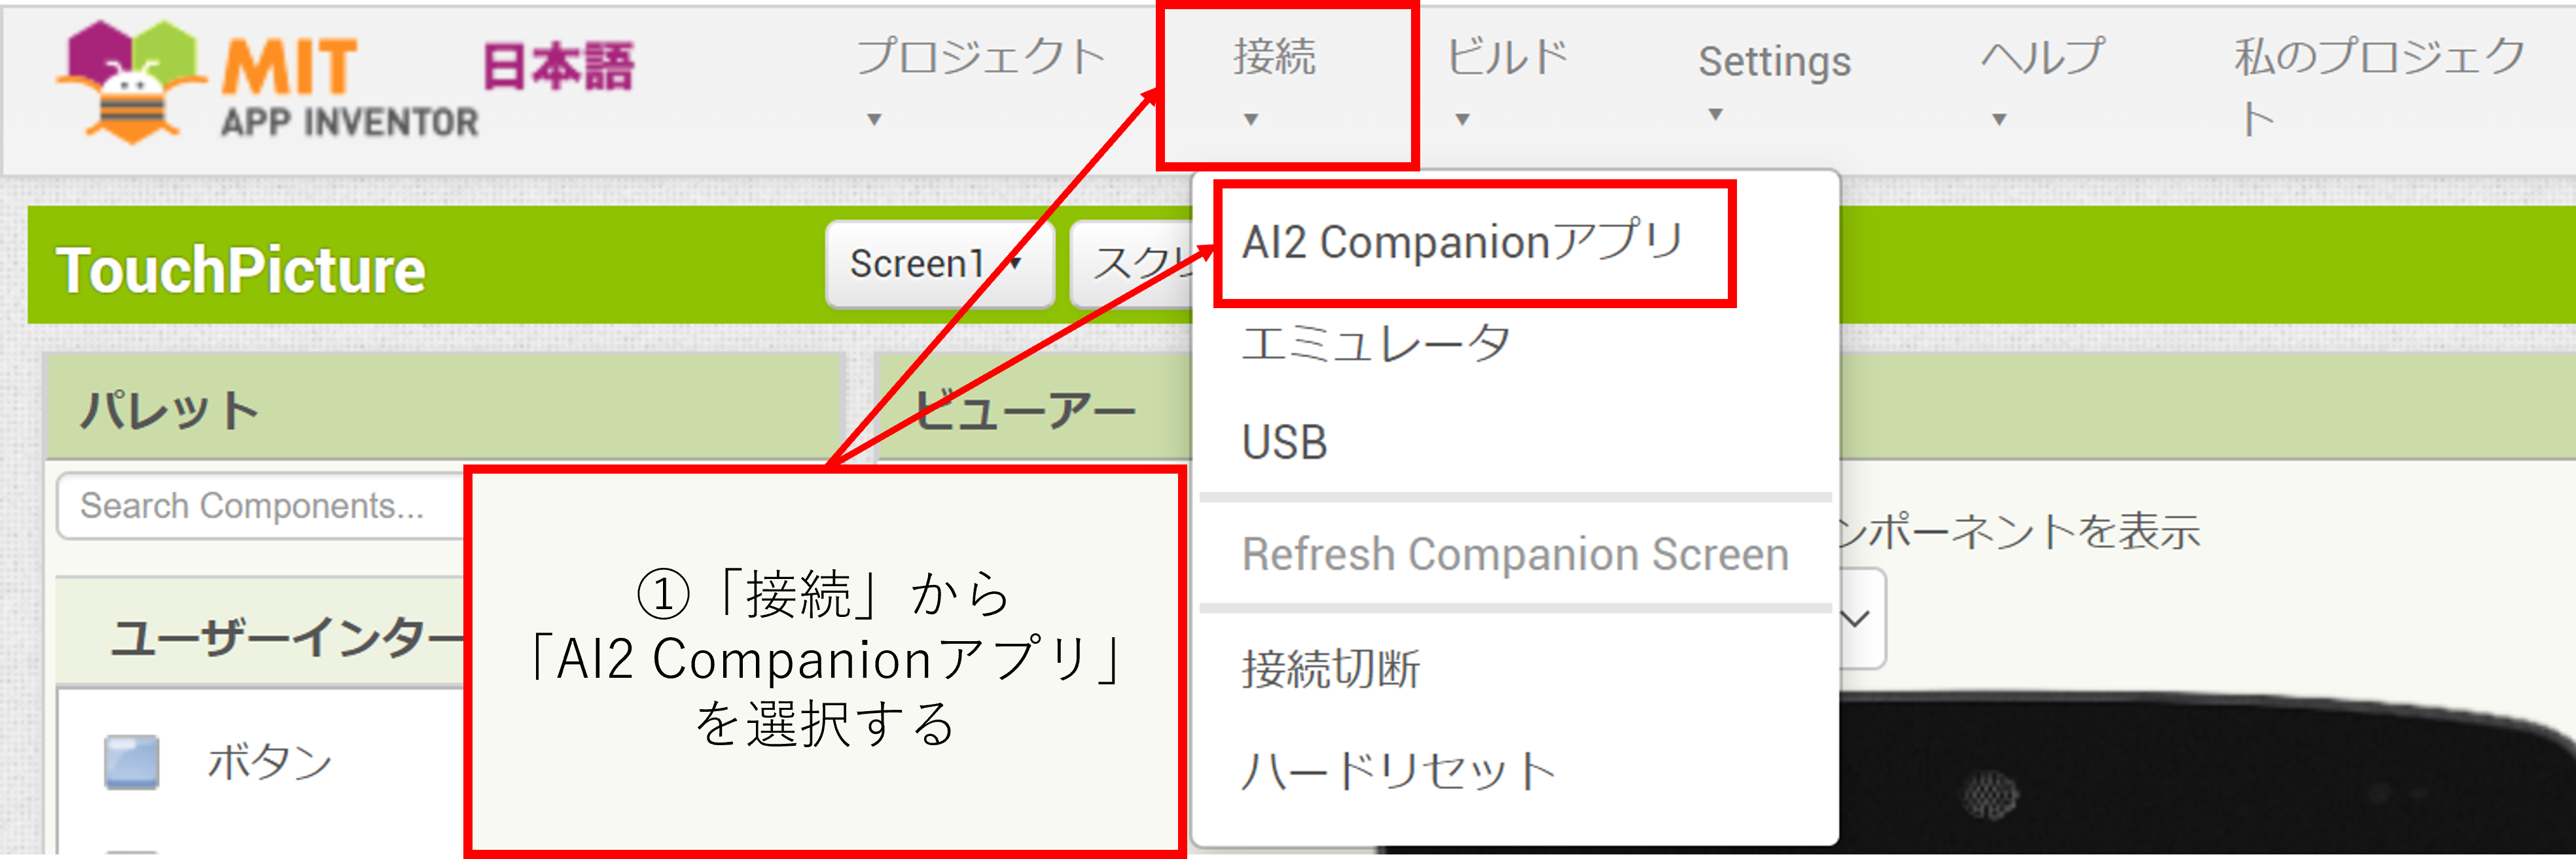 MIT
APP INVENTOR
日本語
プロジェクト
接続
ビルド
Settings
ヘルプ
私のプロジェク
ト
TouchPicture
Screen1
スクリ
AI2 Companionアプリ
エミュレータ
USB
Refresh Companion Screen
接続切断
ハードリセット
パレット
ビューアー
Search Components...
ンポーネントを表示
ユーザーインター
ボタン
①「接続」から
「AI2 Companionアプリ」
を選択する